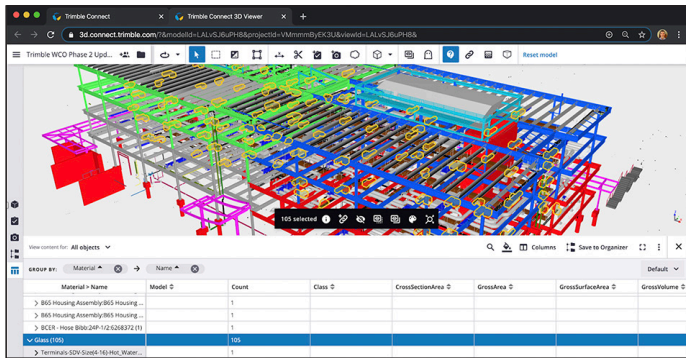 Trimble Connect
Trimble Connect 3D Viewer
3d.connect.trimble.com/?modelId=LALvSJ6uPH8&projectId=VMmmmByEK3U&viewId=LALvSJ6uPH8&
Trimble WCO Phase 2 Upd...
Reset model
105 selected
View content for: All objects
Columns
Save to Organizer
GROUP BY: Material Name
Default
Material > Name Model Count Class CrossSectionArea GrossArea GrossSurfaceArea GrossVolume
B65 Housing Assembly:B65 Housing ... 1
B65 Housing Assembly:B65 Housing ... 1
BCER - Hose Bibb:24P-1/2:6268372 (1) 1
Glass (105) 105
Terminals-SDV-Size(4-16)-Hot_Water... 1